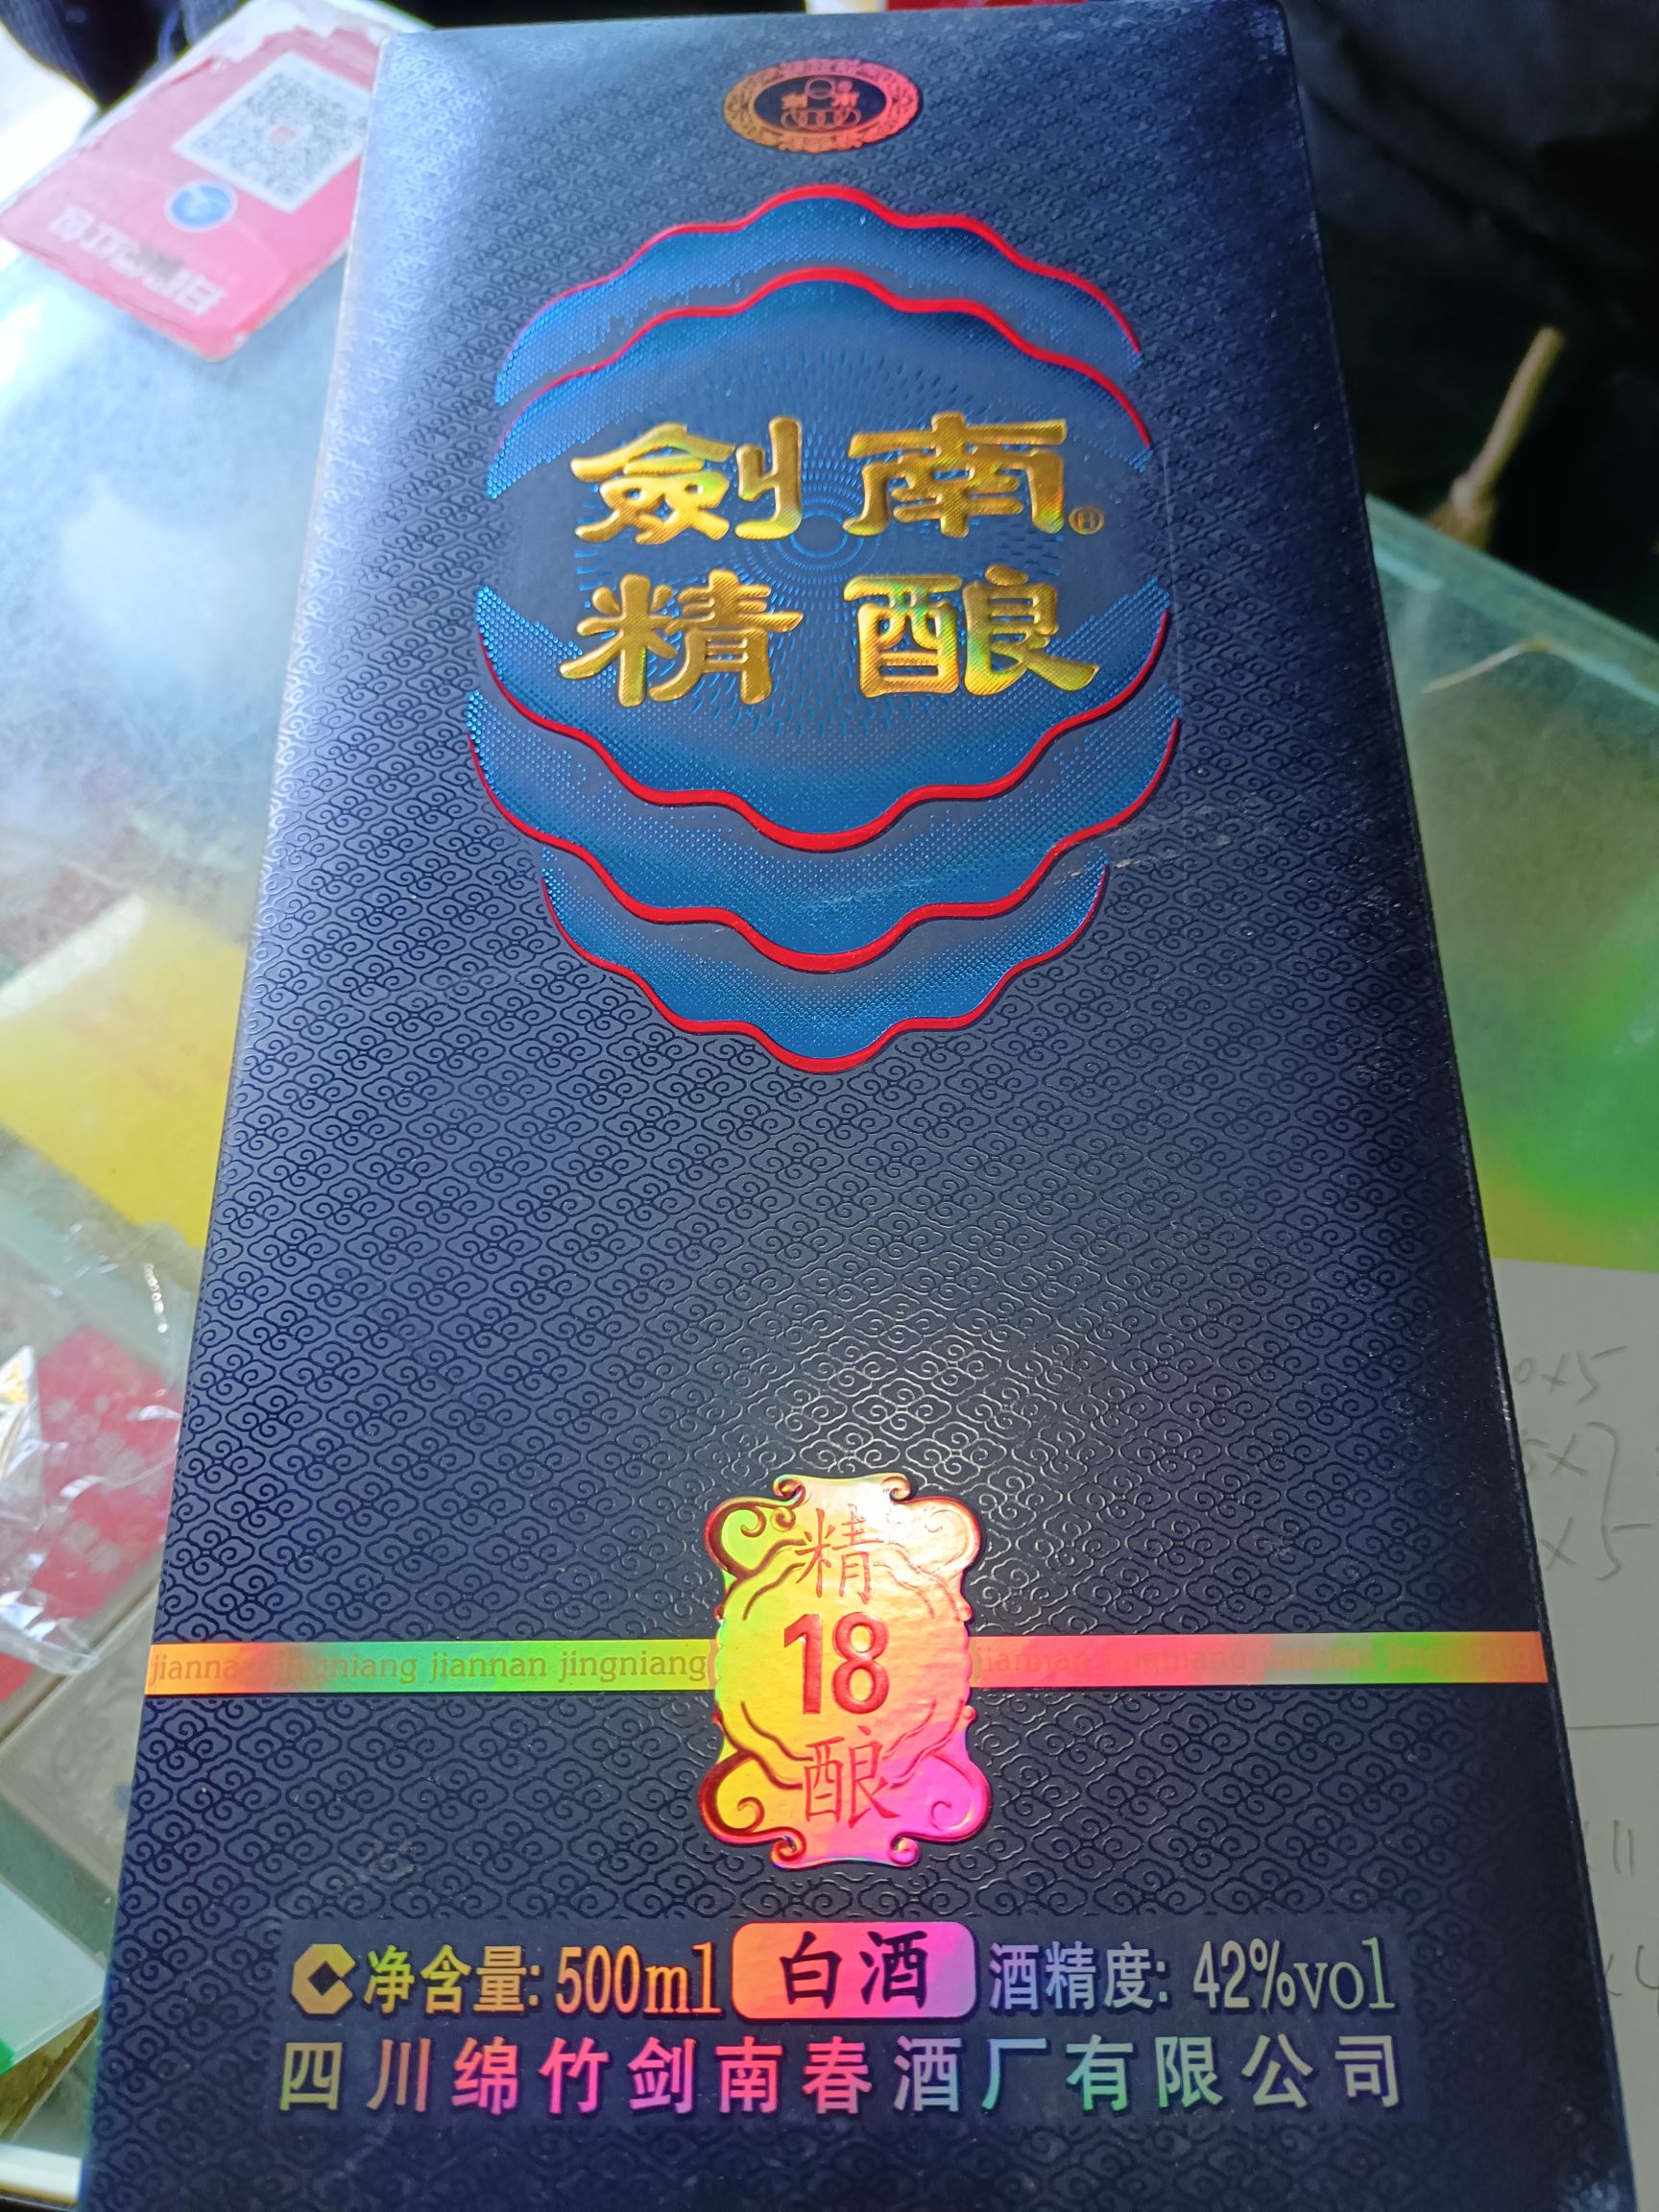 劍南®
精酿
精
18
酿
jiannan jingniang jiannan jingniang
净含量: 500ml 白酒 酒精度: 42%vol
四川绵竹剑南春酒厂有限公司